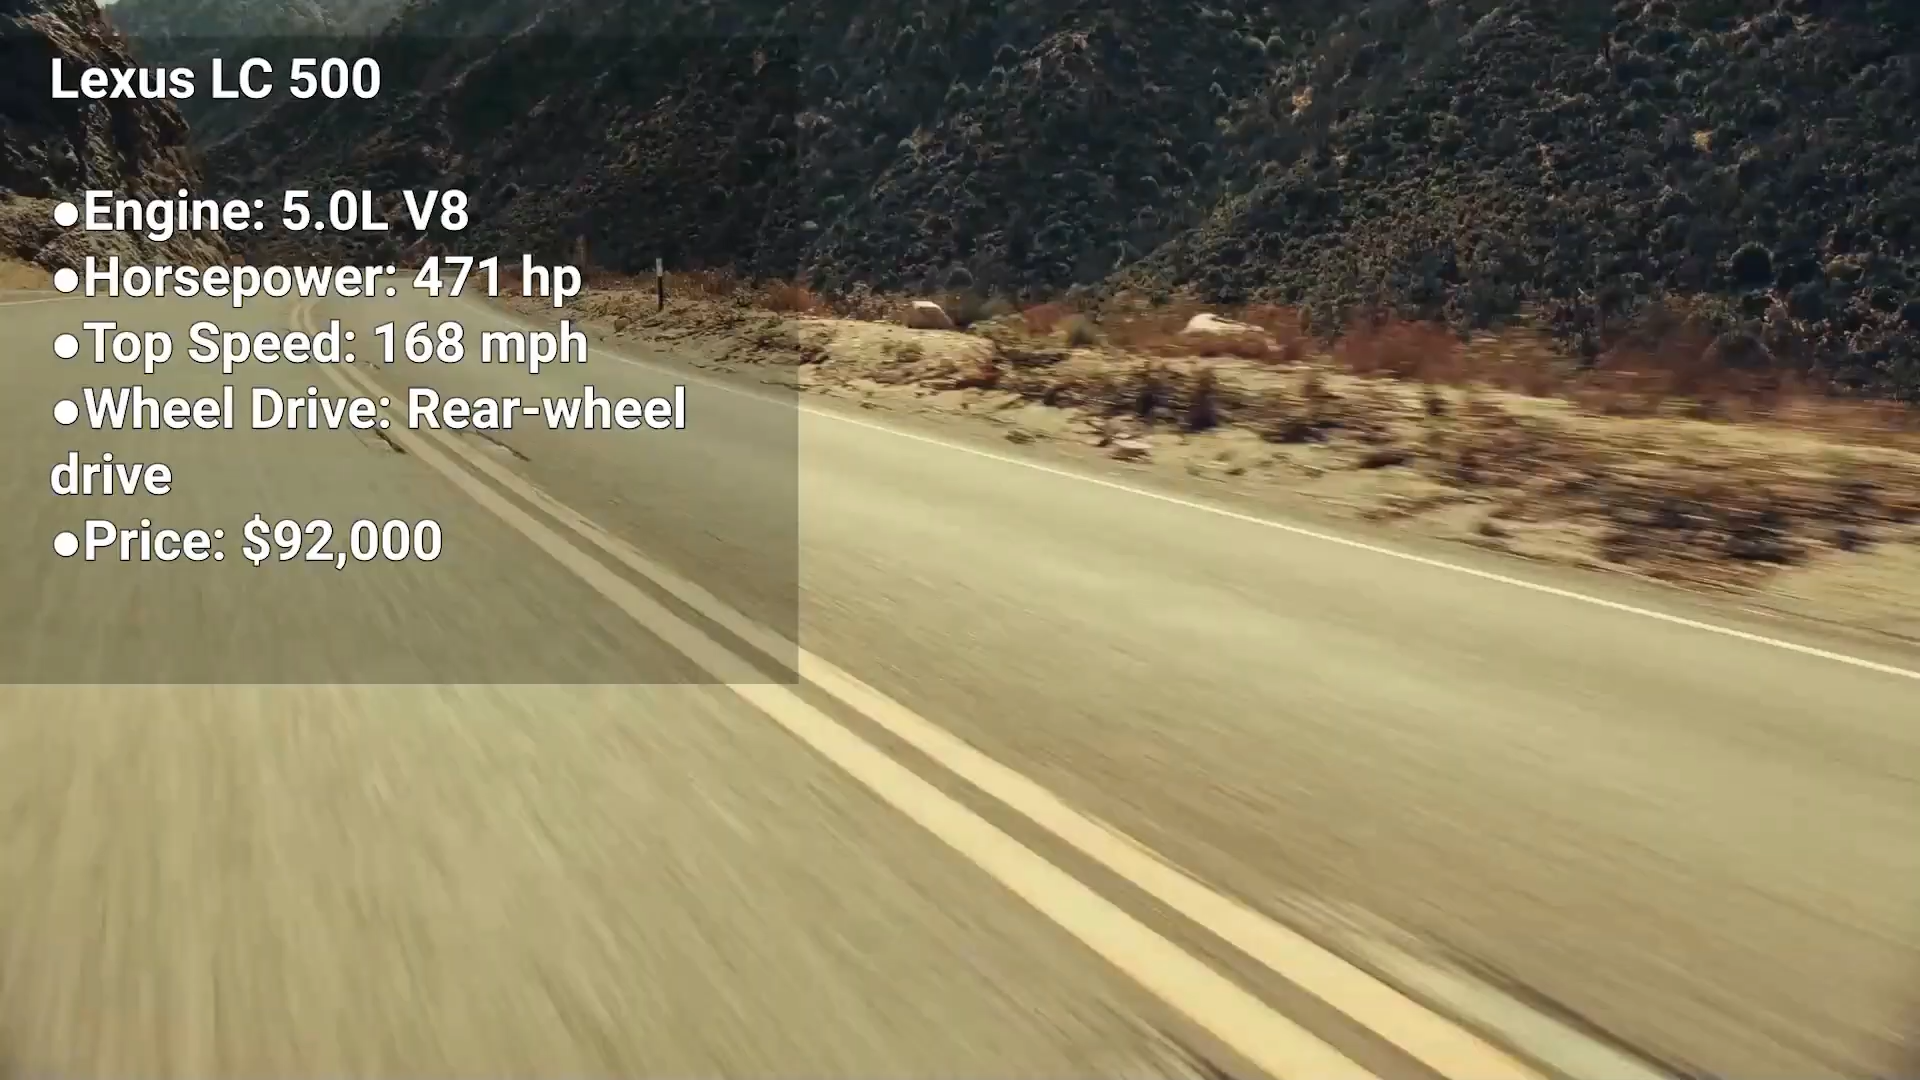 Lexus LC 500
●Engine: 5.0L V8
●Horsepower: 471 hp
●Top Speed: 168 mph
●Wheel Drive: Rear-wheel
drive
●Price: $92,000